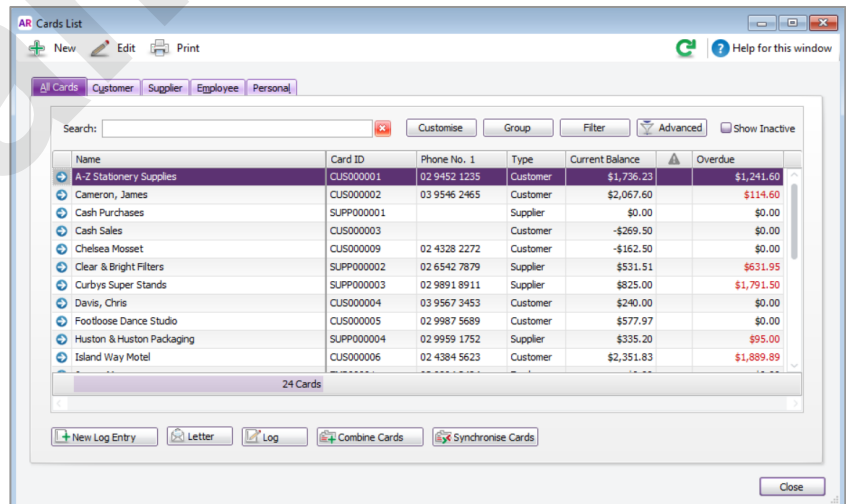 AR Cards List
New Edit Print Help for this window
All Cards Customer Supplier Employee Personal
Search: Customise Group Filter Advanced Show Inactive
Name Card ID Phone No. 1 Type Current Balance Overdue
A-Z Stationery Supplies CUS000001 02 9452 1235 Customer $1,736.23 $1,241.60
Cameron, James CUS000002 03 9546 2465 Customer $2,067.60 $114.60
Cash Purchases SUPP000001 Supplier $0.00 $0.00
Cash Sales CUS000003 Customer -$269.50 $0.00
Chelsea Mosset CUS000009 02 4328 2272 Customer -$162.50 $0.00
Clear & Bright Filters SUPP000002 02 6542 7879 Supplier $531.51 $631.95
Curbys Super Stands SUPP000003 02 9891 8911 Supplier $825.00 $1,791.50
Davis, Chris CUS000004 03 9567 3453 Customer $240.00 $0.00
Footloose Dance Studio CUS000005 02 9987 5689 Customer $577.97 $0.00
Huston & Huston Packaging SUPP000004 02 9959 1752 Supplier $335.20 $95.00
Island Way Motel CUS000006 02 4384 5623 Customer $2,351.83 $1,889.89
24 Cards
New Log Entry Letter Log Combine Cards Synchronise Cards
Close